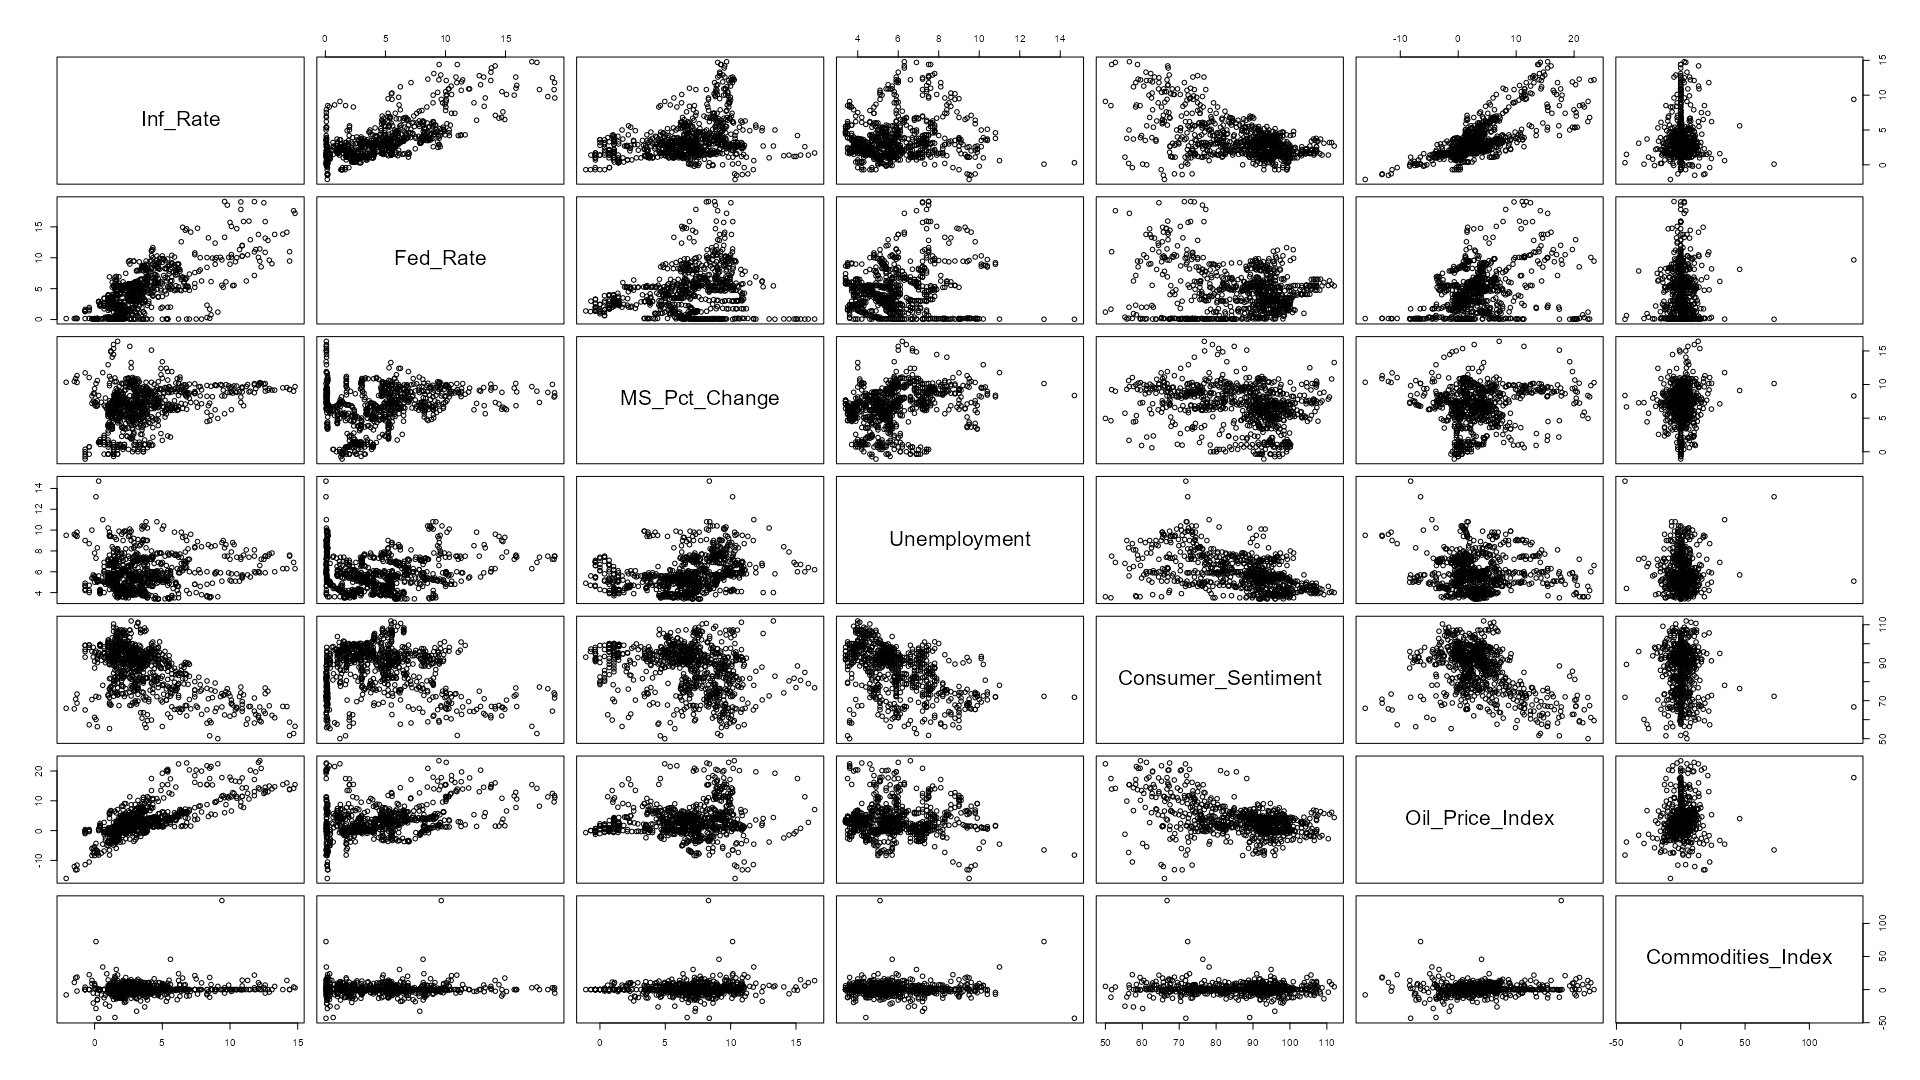 0 5 10 15 4 6 8 10 12 14 -10 0 10 20
Inf_Rate 0 5 10 15
0 5 10 15 Fed_Rate
MS_Pct_Change 0 5 10 15
4 6 8 10 12 14 Unemployment
Consumer_Sentiment 50 70 90 110
-10 0 10 20 Oil_Price_Index
Commodities_Index -50 0 50 100
0 5 10 15 0 5 10 15 50 60 70 80 90 100 110 -50 0 50 100